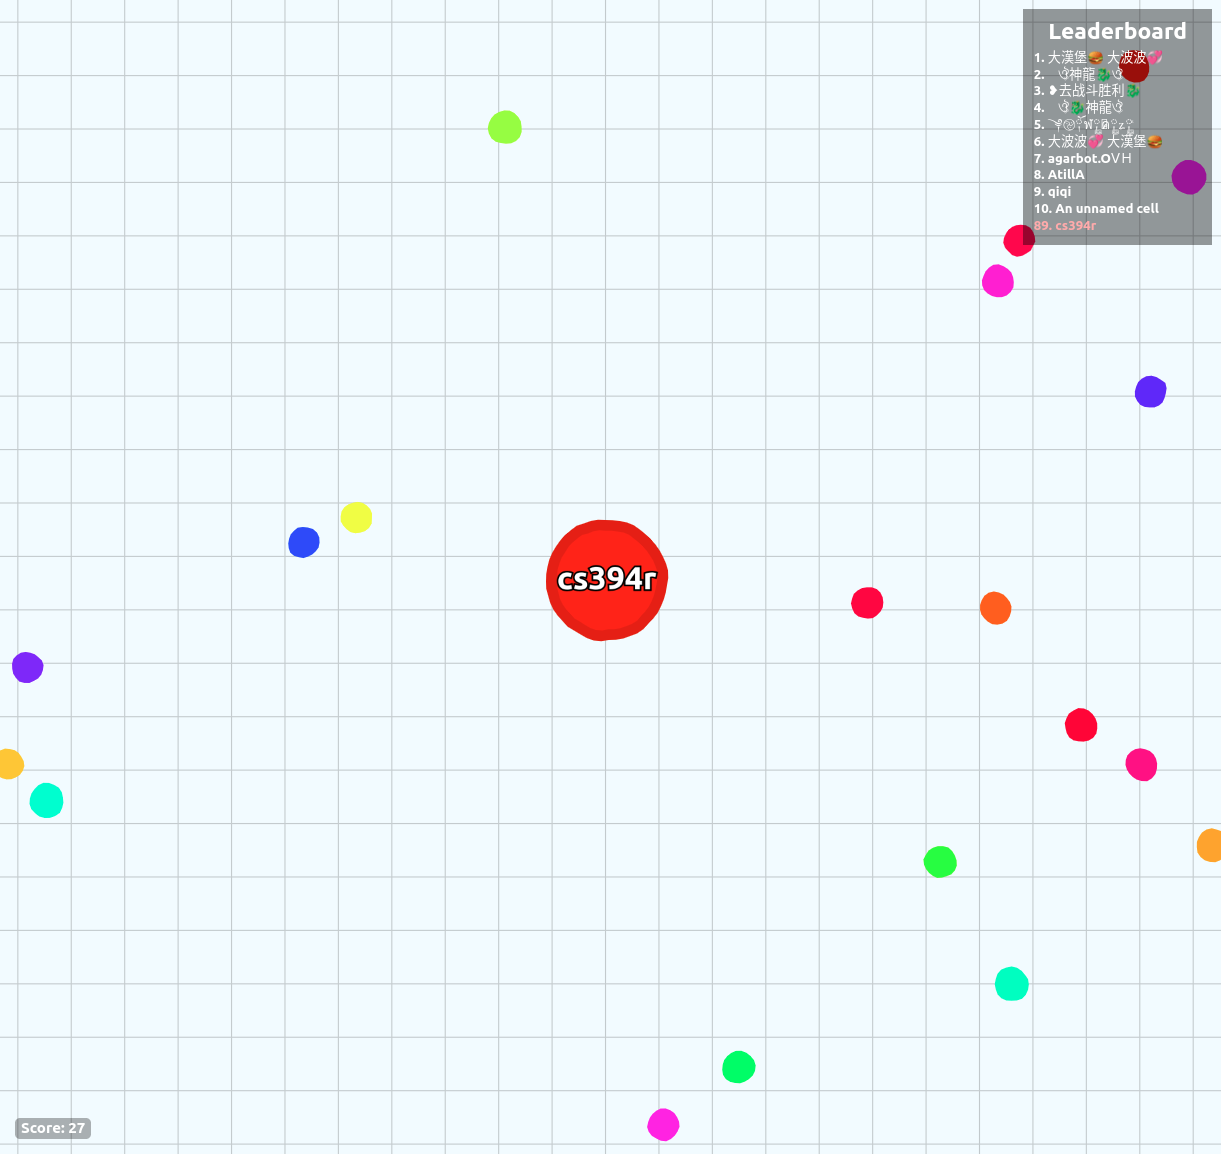 Leaderboard
1. 大漢堡🍔 大波波💞
2. ঔ神龍🐉ঔ
3. ❥去战斗胜利🐉
4. ঔ🐉神龍ঔ
6. 大波波💞 大漢堡🍔
7. agarbot.OVH
8. AtillA
9. qiqi
10. An unnamed cell
89. cs394r
cs394r
Score: 27